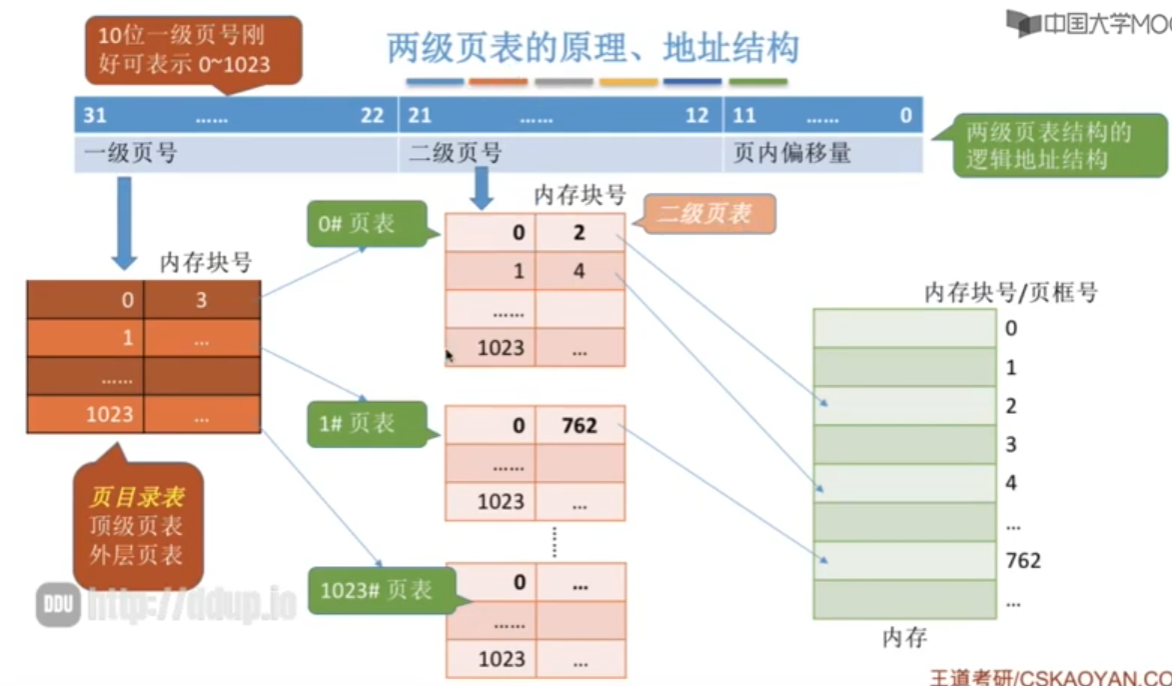 中国大学MOO
10位一级页号刚
好可表示 0~1023
两级页表的原理、地址结构
31 …… 22 21 …… 12 11 …… 0
一级页号 二级页号 页内偏移量
两级页表结构的
逻辑地址结构
内存块号
0 3
1 ...
……
1023 ...
页目录表
顶级页表
外层页表
0# 页表
内存块号
二级页表
0 2
1 4
……
1023 ...
1# 页表
0 762
……
1023 ...
1023# 页表
0 ...
……
1023 ...
内存块号/页框号
0
1
2
3
4
...
762
...
内存
DDU http://ddup.io
王道考研/CSKAOYAN.CO